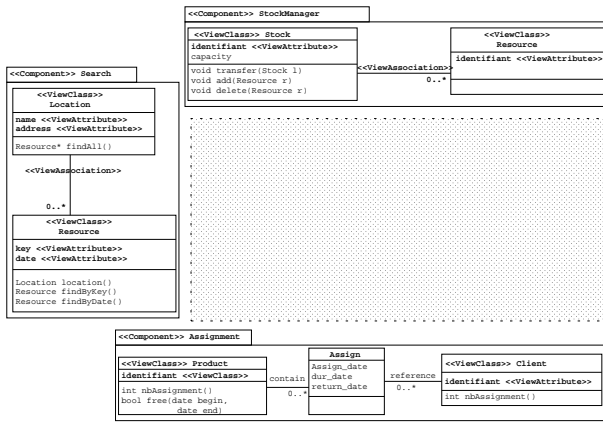 <<Component>> StockManager
<<ViewClass>> Stock
identifiant <<ViewAttribute>>
capacity
void transfer(Stock l)
void add(Resource r)
void delete(Resource r)
<<ViewAssociation>>
0..*
<<ViewClass>>
Resource
identifiant <<ViewAttribute>>
<<Component>> Search
<<ViewClass>>
Location
name <<ViewAttribute>>
address <<ViewAttribute>>
Resource* findAll()
<<ViewAssociation>>
0..*
<<ViewClass>>
Resource
key <<ViewAttribute>>
date <<ViewAttribute>>
Location location()
Resource findByKey()
Resource findByDate()
<<Component>> Assignment
<<ViewClass>> Product
identifiant <<ViewClass>>
int nbAssignment()
bool free(date begin,
date end)
contain
0..*
Assign
Assign_date
dur_date
return_date
reference
0..*
<<ViewClass>> Client
identifiant <<ViewAttribute>>
int nbAssignment()